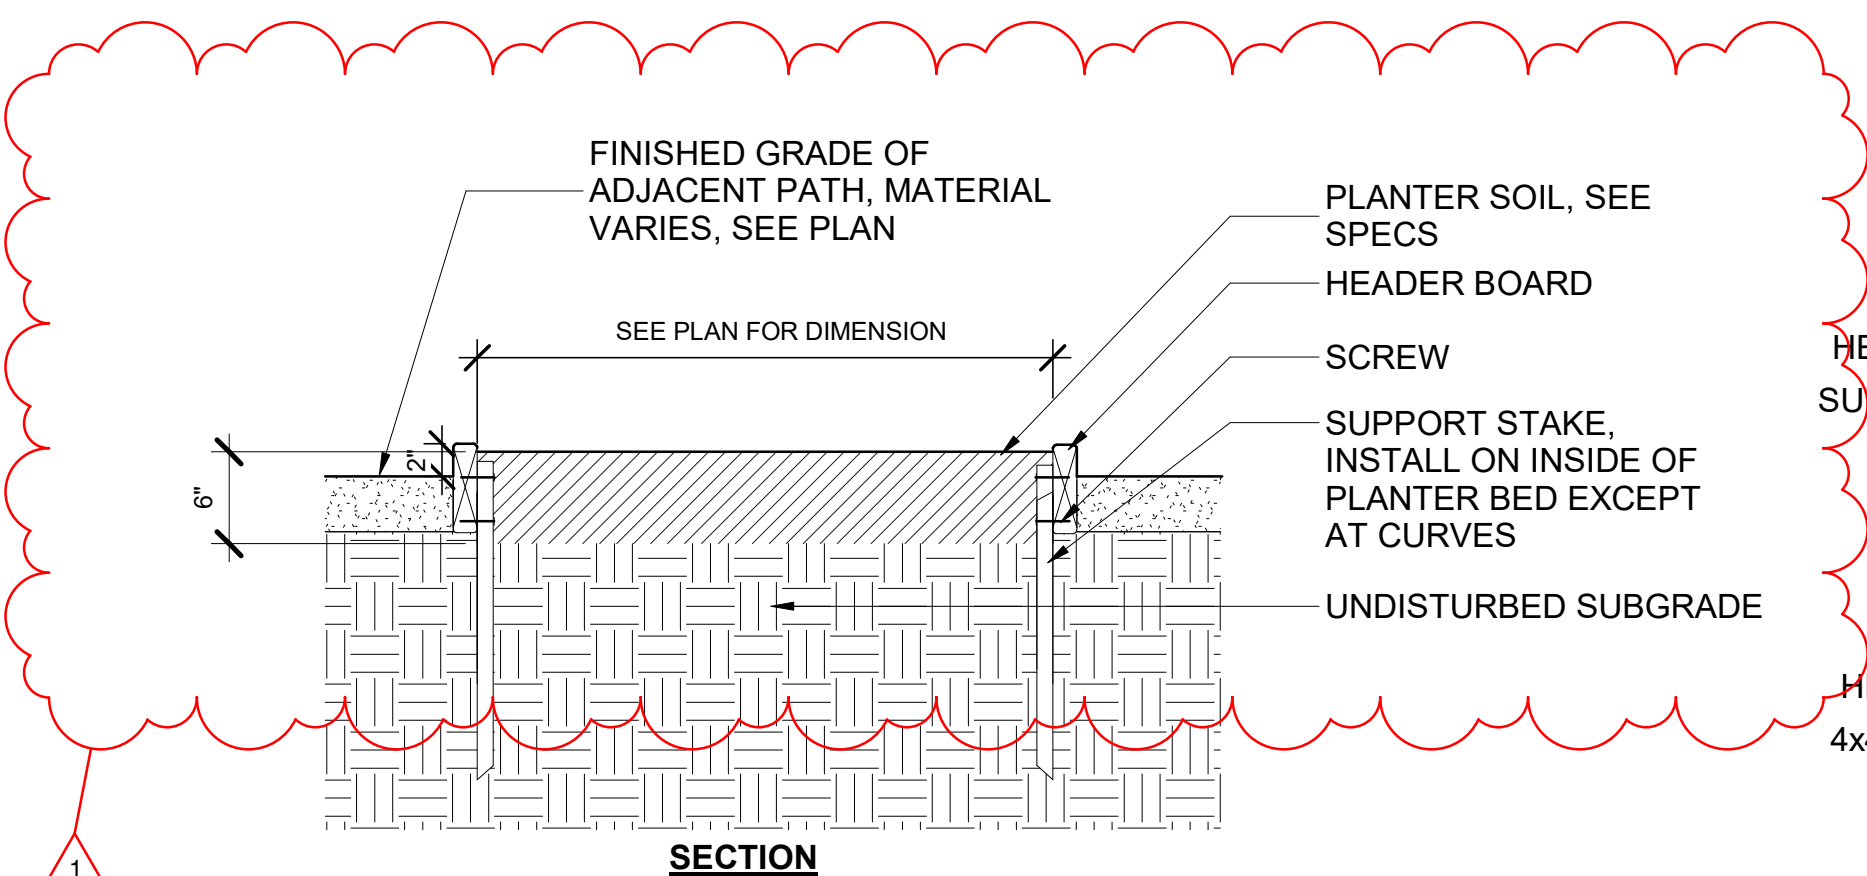 FINISHED GRADE OF
ADJACENT PATH, MATERIAL
VARIES, SEE PLAN
PLANTER SOIL, SEE
SPECS
HEADER BOARD
SEE PLAN FOR DIMENSION
SCREW
SUPPORT STAKE,
INSTALL ON INSIDE OF
PLANTER BED EXCEPT
AT CURVES
UNDISTURBED SUBGRADE
2"
6"
SECTION
1